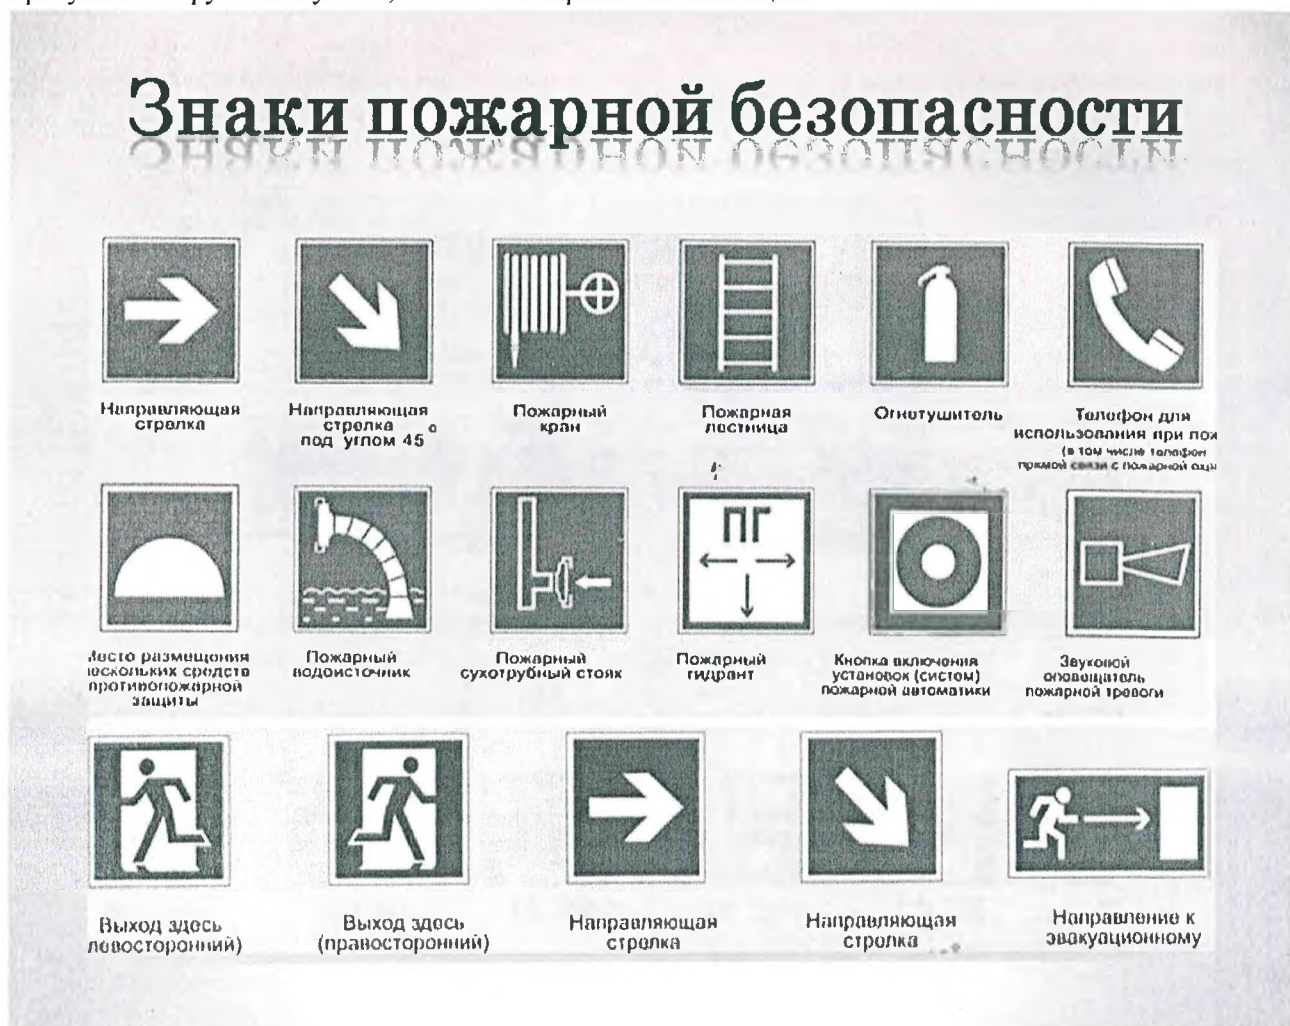 Знаки пожарной безопасности
Направляющая
стрелка
Направляющая
стрелка
под углом 45°
Пожарный
кран
Пожарная
лестница
Огнетушитель
Телефон для
использования при пож
(в том числе телефон
прямой связи с пожарной охр
Место размещения
нескольких средств
противопожарной
защиты
Пожарный
водоисточник
Пожарный
сухотрубный стояк
ПГ
Пожарный
гидрант
Кнопка включения
установок (систем)
пожарной автоматики
Звуковой
оповещатель
пожарной тревоги
Выход здесь
левосторонний)
Выход здесь
(правосторонний)
Направляющая
стрелка
Направляющая
стрелка
Направление к
эвакуационному